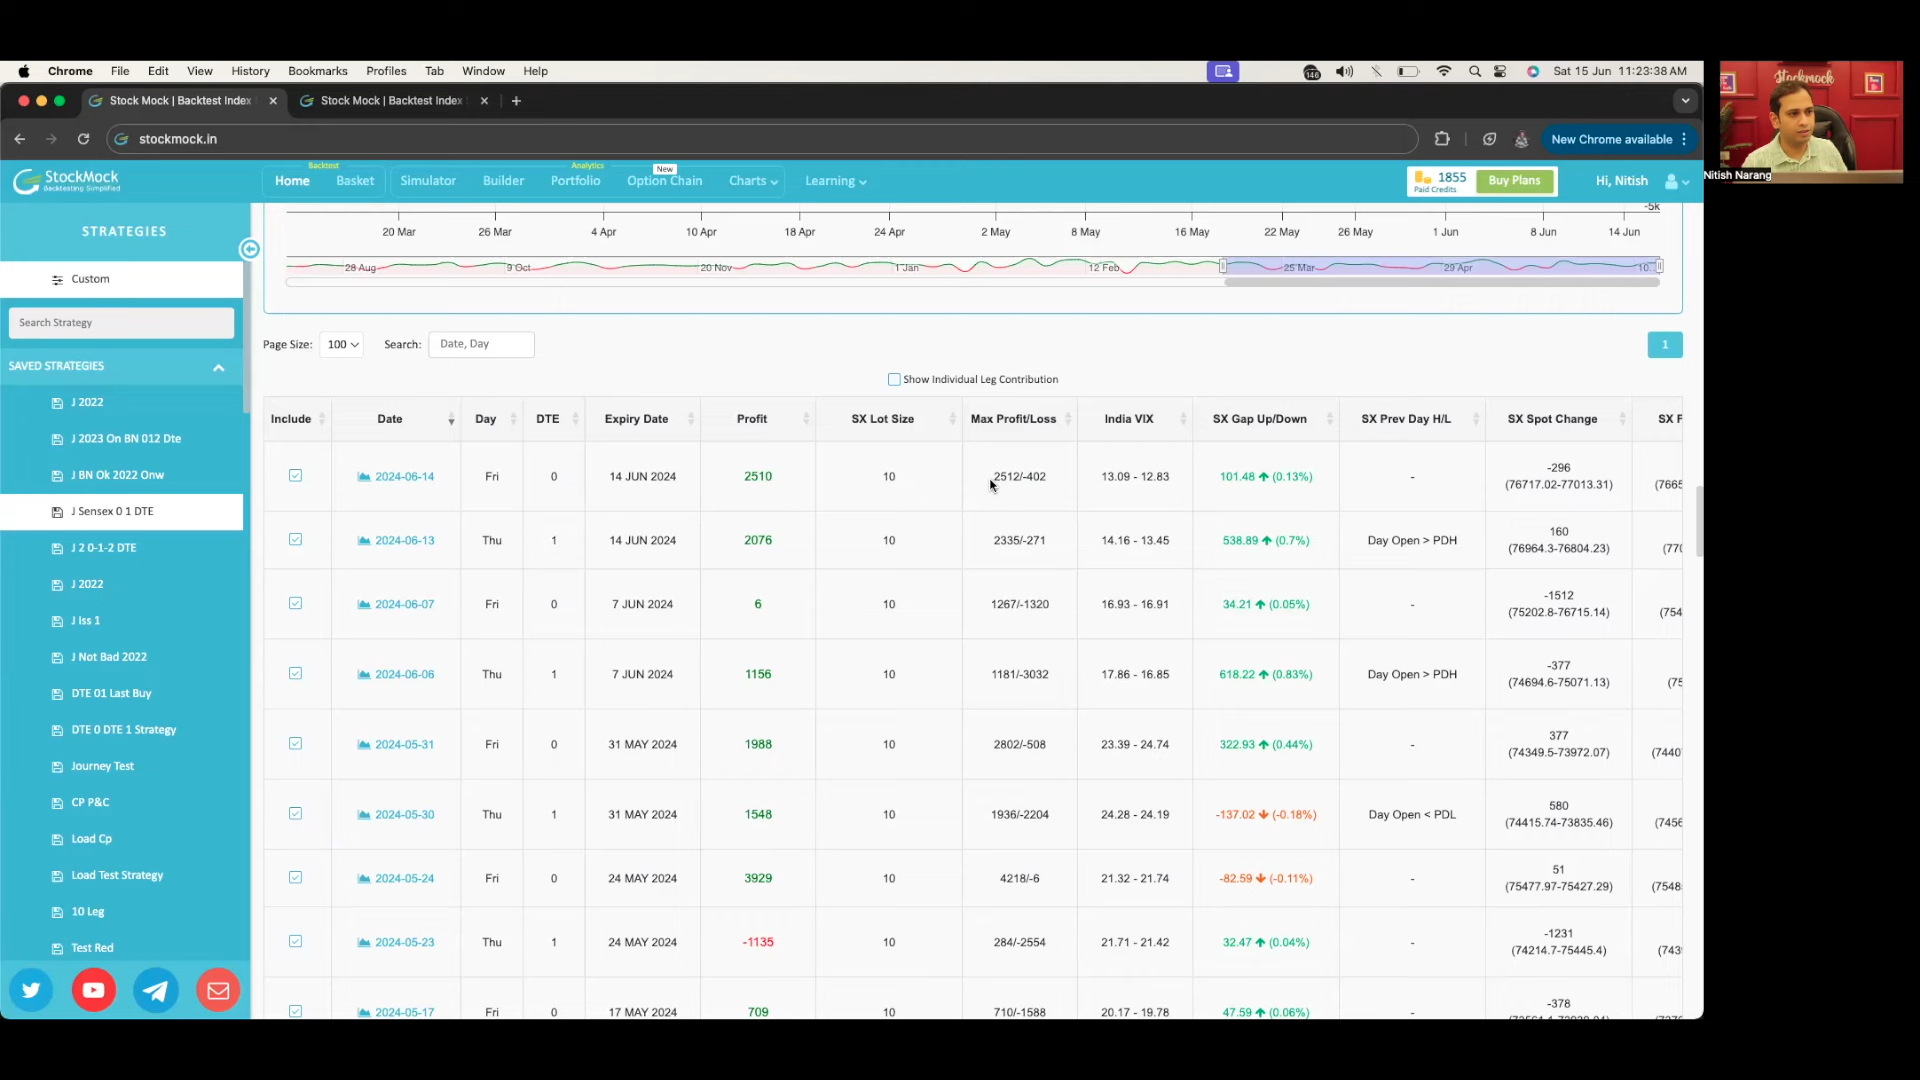 Chrome File Edit View History Bookmarks Profiles Tab Window Help
146
Sat 15 Jun 11:23:38 AM
Stock Mock | Backtest Index
Stock Mock | Backtest Index
stockmock.in
New Chrome available
Stockmock
Nitish Narang
StockMock
Backtesting Simplified
Backtest
Analytics
New
Home Basket Simulator Builder Portfolio Option Chain Charts Learning
1855
Paid Credits
Buy Plans
Hi, Nitish
STRATEGIES
Custom
Search Strategy
SAVED STRATEGIES
J 2022
J 2023 On BN 012 Dte
J BN Ok 2022 Onw
J Sensex 0 1 DTE
J 2 0-1-2 DTE
J 2022
J Iss 1
J Not Bad 2022
DTE 01 Last Buy
DTE 0 DTE 1 Strategy
Journey Test
CP P&C
Load Cp
Load Test Strategy
10 Leg
Test Red
-5k
20 Mar 26 Mar 4 Apr 10 Apr 18 Apr 24 Apr 2 May 8 May 16 May 22 May 26 May 1 Jun 8 Jun 14 Jun
28 Aug 9 Oct 20 Nov 1 Jan 12 Feb 25 Mar 29 Apr 10...
Page Size: 100 Search: Date, Day
1
Show Individual Leg Contribution
Include Date Day DTE Expiry Date Profit SX Lot Size Max Profit/Loss India VIX SX Gap Up/Down SX Prev Day H/L SX Spot Change SX F
2024-06-14 Fri 0 14 JUN 2024 2510 10 2512/-402 13.09 - 12.83 101.48 (0.13%) - -296
(76717.02-77013.31) (7665
2024-06-13 Thu 1 14 JUN 2024 2076 10 2335/-271 14.16 - 13.45 538.89 (0.7%) Day Open > PDH 160
(76964.3-76804.23) (770
2024-06-07 Fri 0 7 JUN 2024 6 10 1267/-1320 16.93 - 16.91 34.21 (0.05%) - -1512
(75202.8-76715.14) (754
2024-06-06 Thu 1 7 JUN 2024 1156 10 1181/-3032 17.86 - 16.85 618.22 (0.83%) Day Open > PDH -377
(74694.6-75071.13) (75
2024-05-31 Fri 0 31 MAY 2024 1988 10 2802/-508 23.39 - 24.74 322.93 (0.44%) - 377
(74349.5-73972.07) (7440
2024-05-30 Thu 1 31 MAY 2024 1548 10 1936/-2204 24.28 - 24.19 -137.02 (-0.18%) Day Open < PDL 580
(74415.74-73835.46) (7456
2024-05-24 Fri 0 24 MAY 2024 3929 10 4218/-6 21.32 - 21.74 -82.59 (-0.11%) - 51
(75477.97-75427.29) (7548
2024-05-23 Thu 1 24 MAY 2024 -1135 10 284/-2554 21.71 - 21.42 32.47 (0.04%) - -1231
(74214.7-75445.4) (743
2024-05-17 Fri 0 17 MAY 2024 709 10 710/-1588 20.17 - 19.78 47.59 (0.06%) - -378